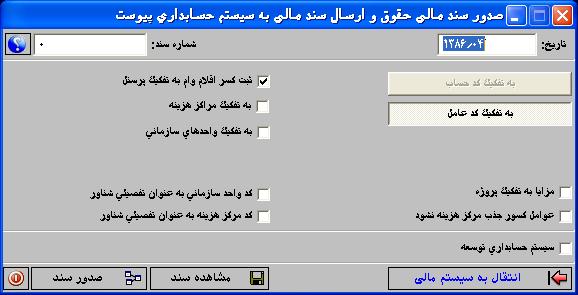 صدور سند مالي حقوق و ارسال سند مالي به سيستم حسابداري پيوست
تاريخ: ۱۳۸۶٫۰۴ شماره سند: ۰
به تفكيك كد حساب
ثبت كسر اقلام وام به تفكيك پرسنل
به تفكيك مراكز هزينه
به تفكيك كد عامل
به تفكيك واحدهاي سازماني
مزايا به تفكيك پروژه
كد واحد سازماني به عنوان تفصيلي شناور
عوامل كسور جذب مركز هزينه نشود
كد مركز هزينه به عنوان تفصيلي شناور
سيستم حسابداري توسعه
انتقال به سيستم مالي مشاهده سند صدور سند